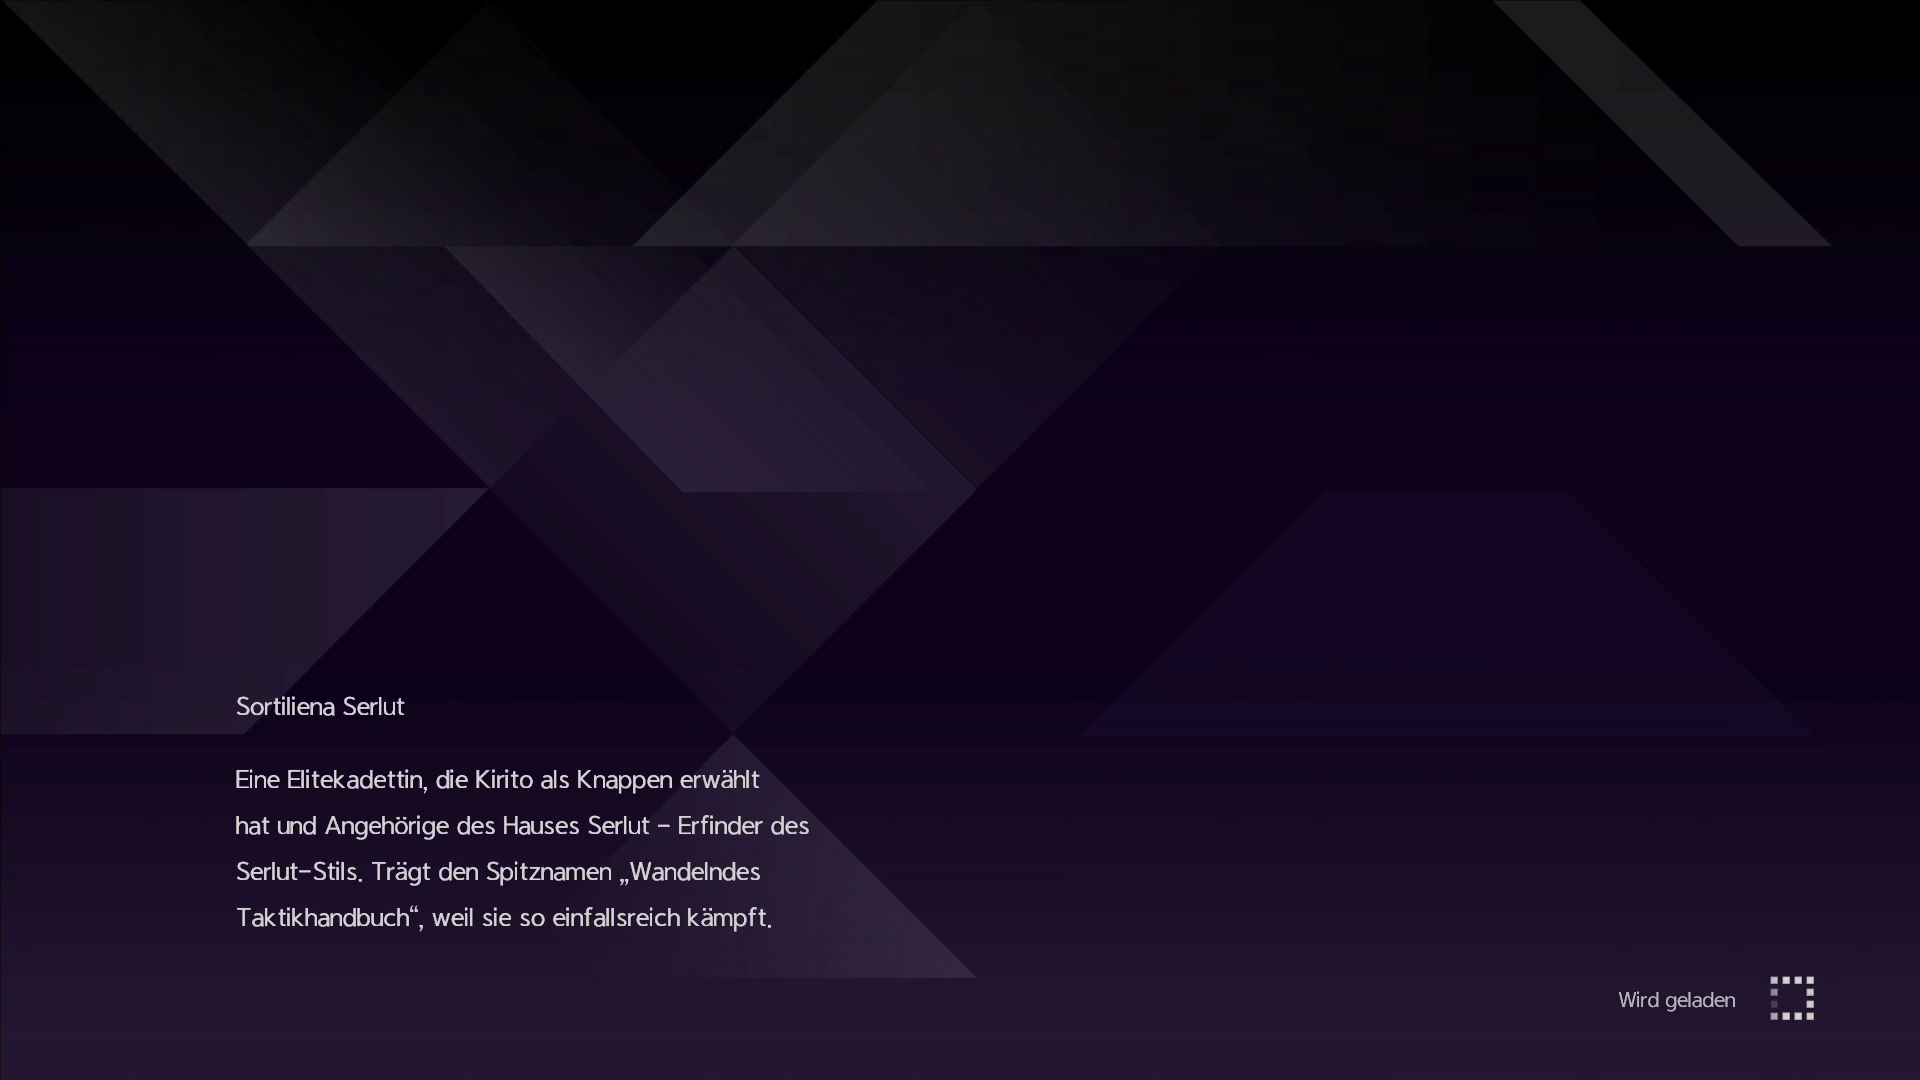 Sortiliena Serlut
Eine Elitekadettin, die Kirito als Knappen erwählt
hat und Angehörige des Hauses Serlut – Erfinder des
Serlut-Stils. Trägt den Spitznamen „Wandelndes
Taktikhandbuch“, weil sie so einfallsreich kämpft.
Wird geladen